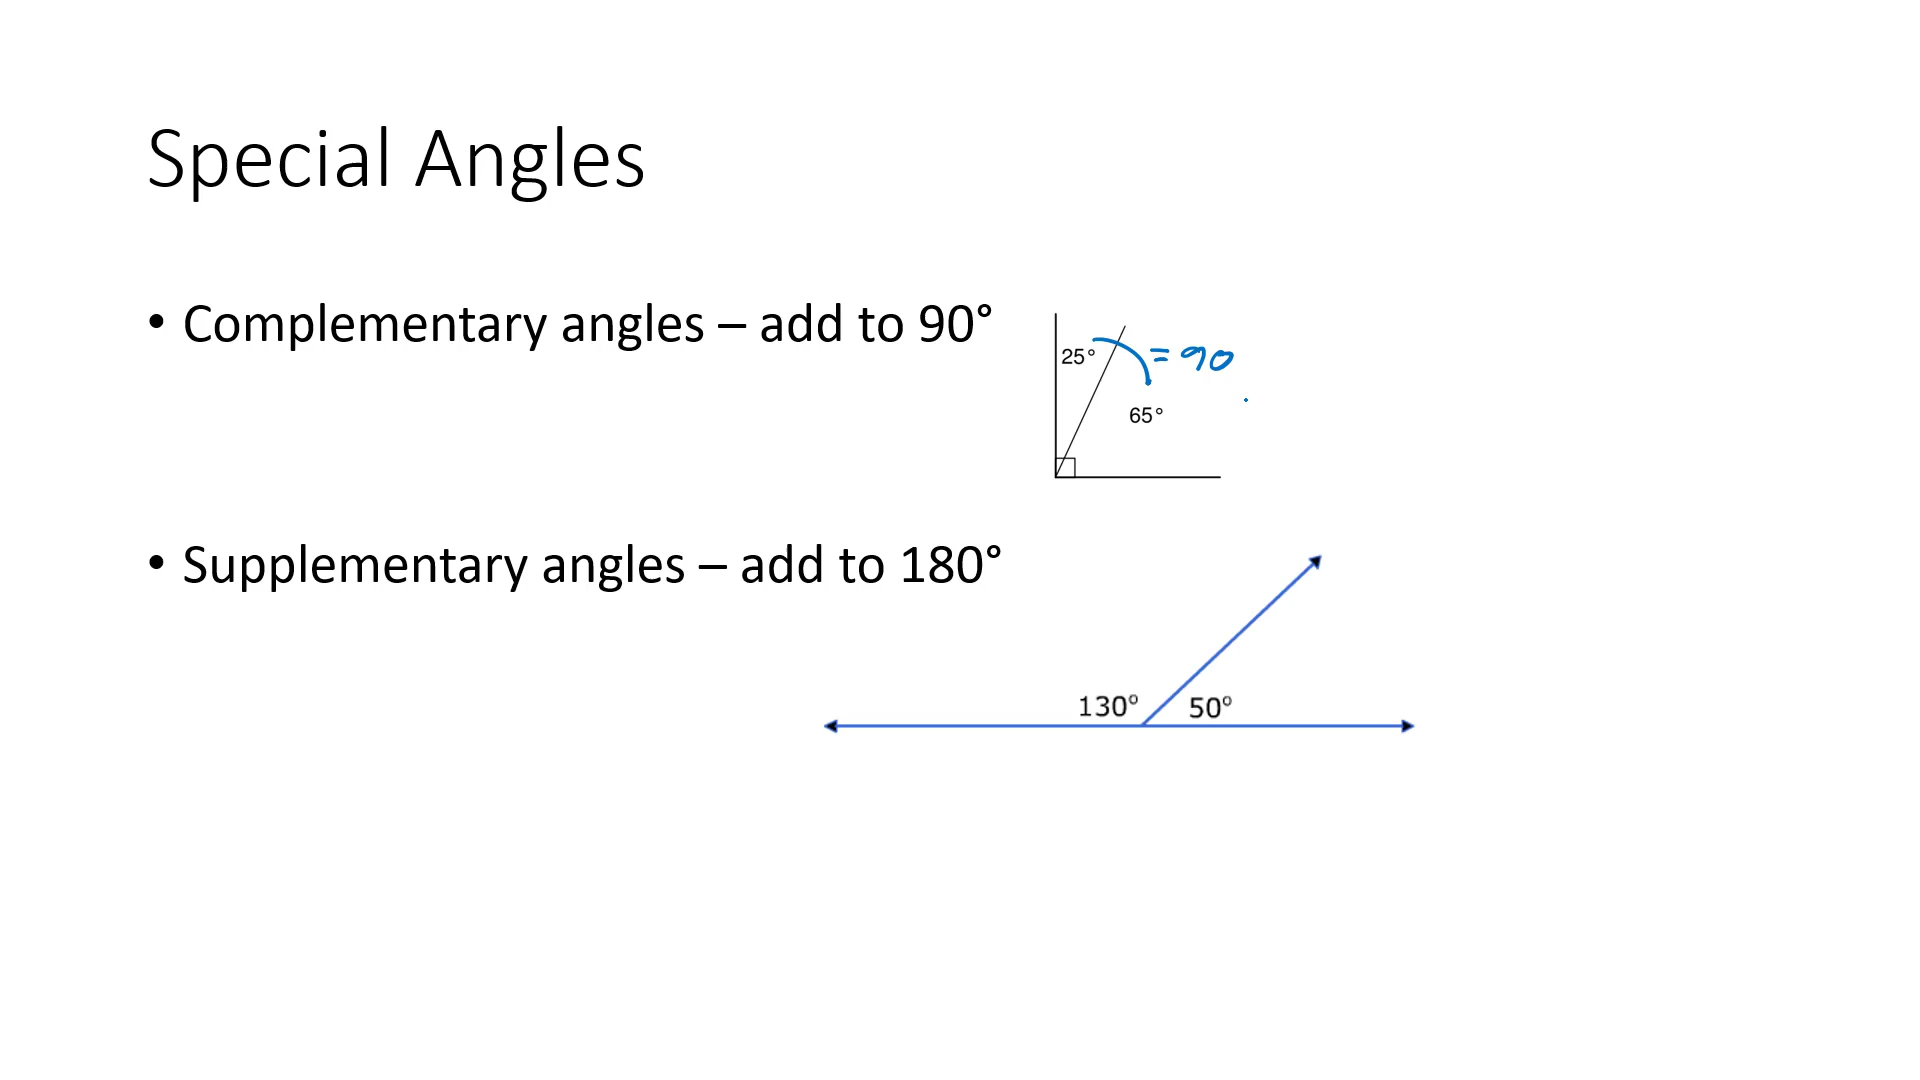 Special Angles
• Complementary angles – add to 90°
25°
= 90
65°
• Supplementary angles – add to 180°
130°
50°